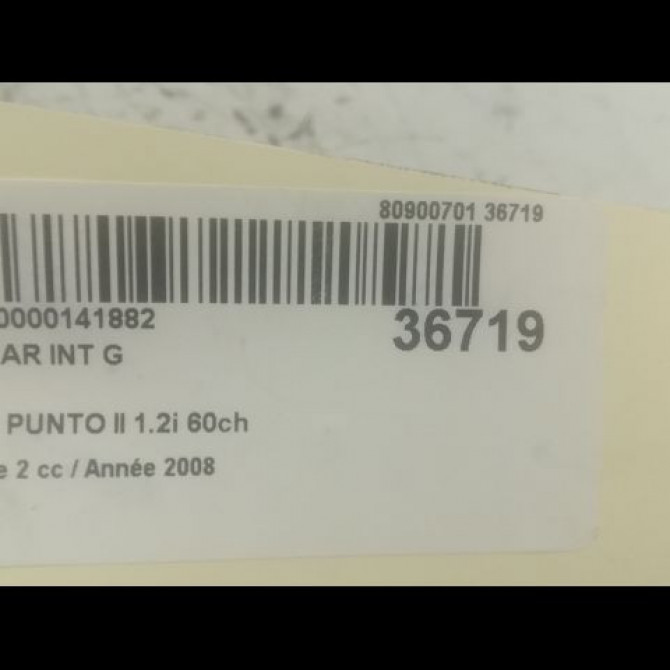 80900701 36719
0000141882
36719
AR INT G
PUNTO II 1.2i 60ch
e 2 cc / Année 2008